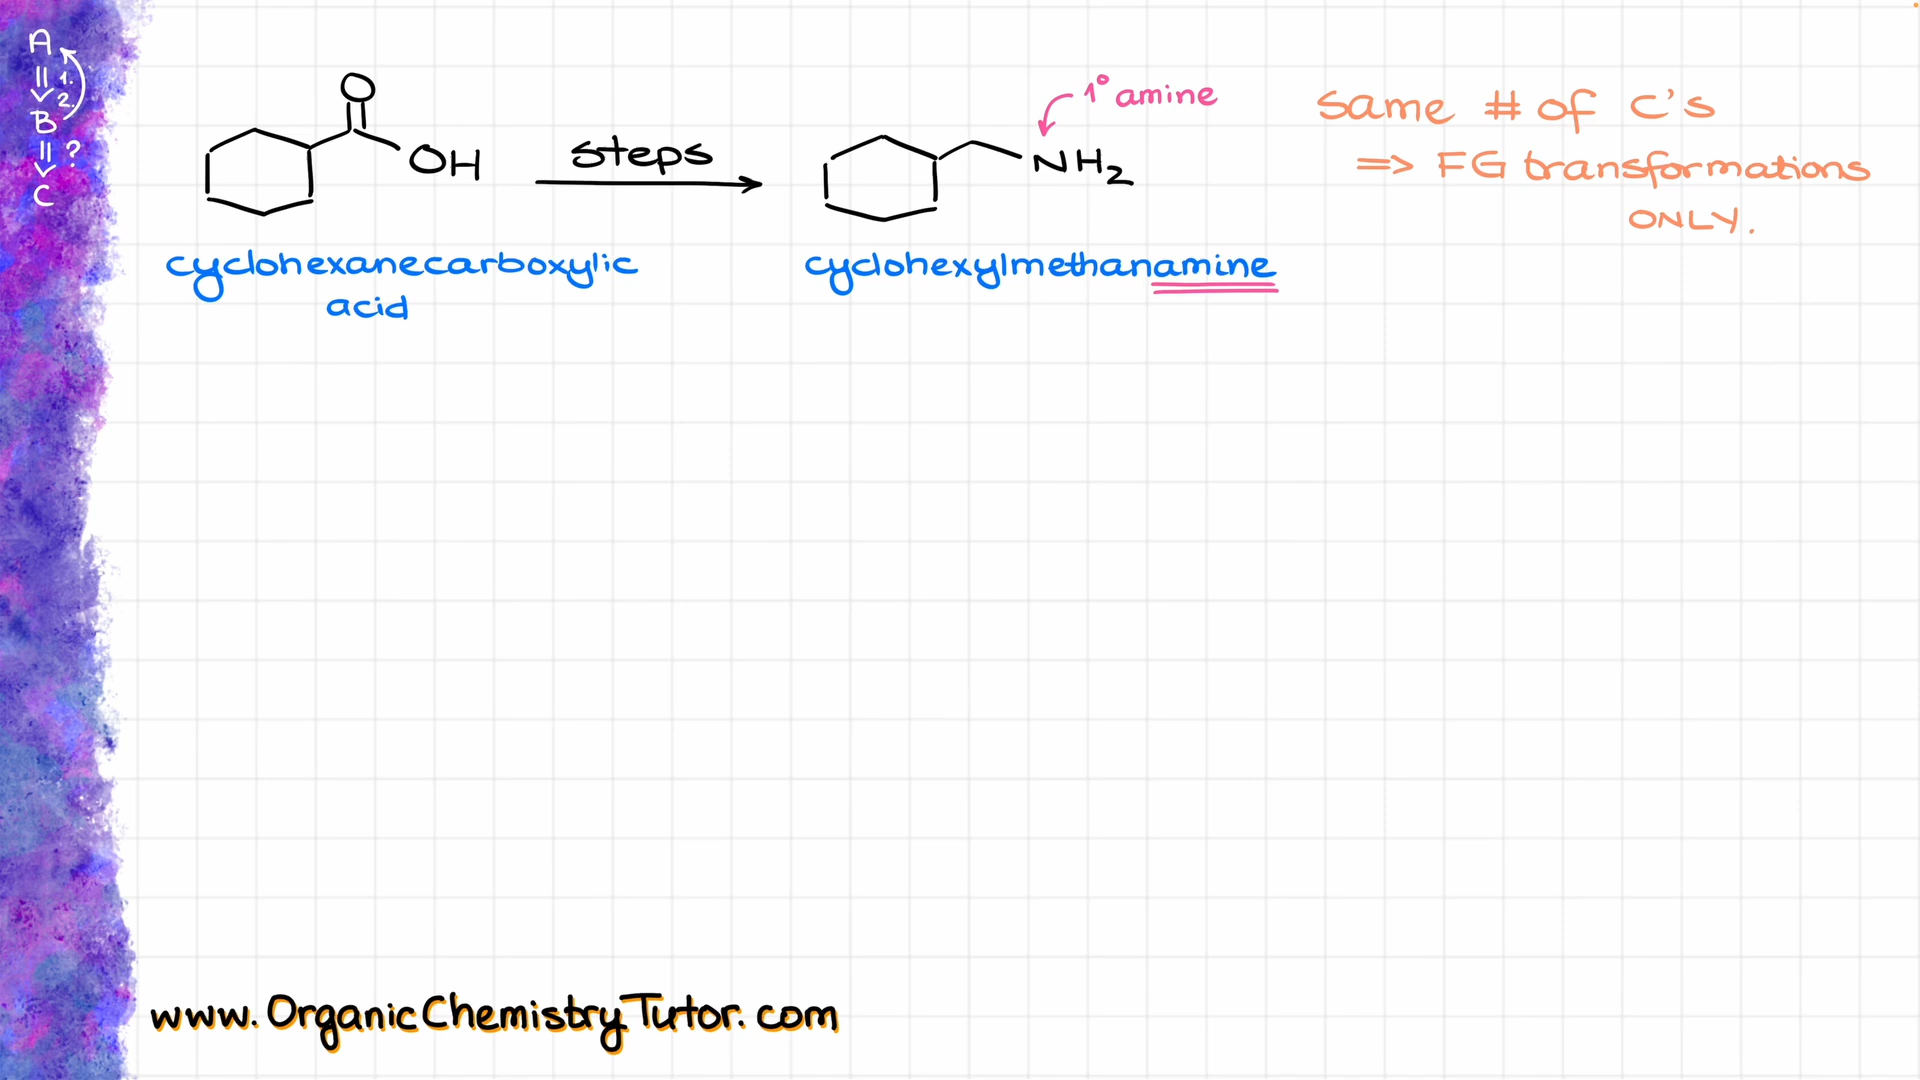 A
1.
2.
B
?
C
O
OH
steps
NH2
1° amine
same # of C's
=> FG transformations
ONLY.
cyclohexanecarboxylic
acid
cyclohexylmethanamine
www.OrganicChemistryTutor.com